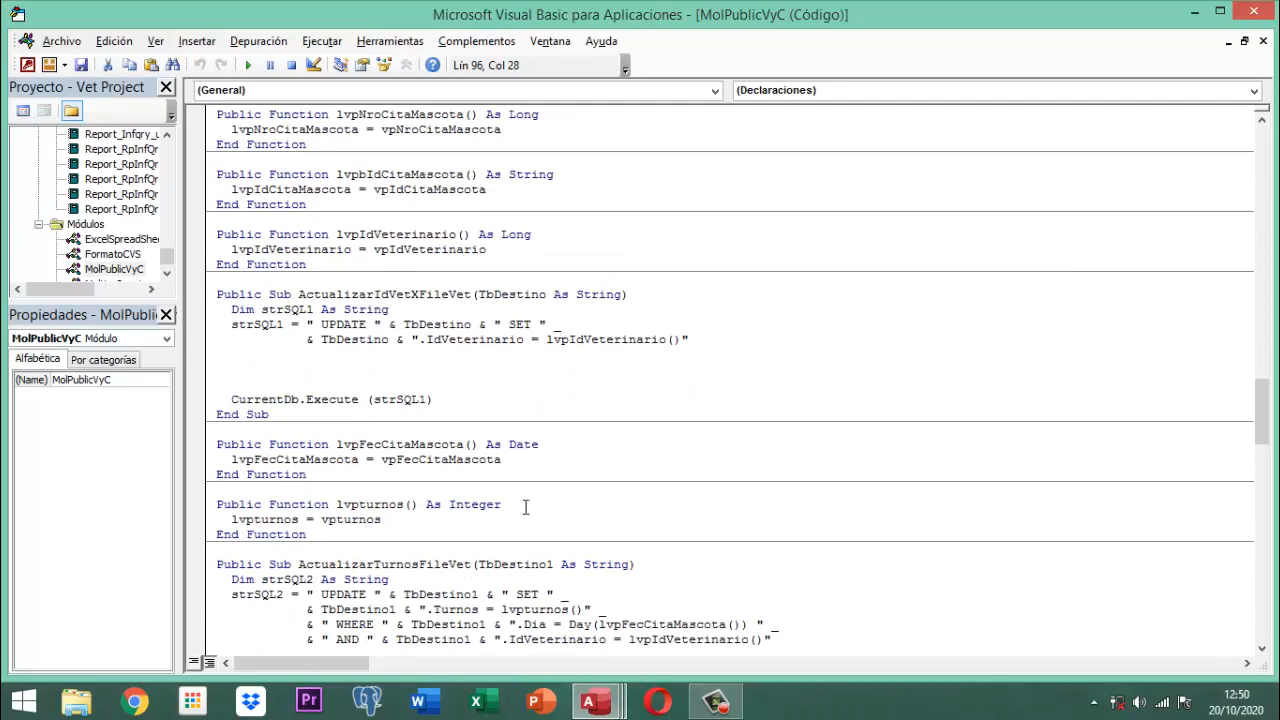 Microsoft Visual Basic para Aplicaciones - [MolPublicVyC (Código)]
Archivo Edición Ver Insertar Depuración Ejecutar Herramientas Complementos Ventana Ayuda
Lín 96, Col 28
Proyecto - Vet Project
Report_Infqry_u
Report_RpInfQr
Report_RpInfQr
Report_RpInfQr
Report_RpInfQr
Report_RpInfQr
Módulos
ExcelSpreadShe
FormatoCVS
MolPublicVyC
Propiedades - MolPubli
MolPublicVyC Módulo
Alfabética Por categorías
(Name) MolPublicVyC
(General) (Declaraciones)
Public Function lvpNroCitaMascota() As Long
lvpNroCitaMascota = vpNroCitaMascota
End Function
Public Function lvpbIdCitaMascota() As String
lvpIdCitaMascota = vpIdCitaMascota
End Function
Public Function lvpIdVeterinario() As Long
lvpIdVeterinario = vpIdVeterinario
End Function
Public Sub ActualizarIdVetXFileVet(TbDestino As String)
Dim strSQL1 As String
strSQL1 = " UPDATE " & TbDestino & " SET " _
& TbDestino & ".IdVeterinario = lvpIdVeterinario()"
CurrentDb.Execute (strSQL1)
End Sub
Public Function lvpFecCitaMascota() As Date
lvpFecCitaMascota = vpFecCitaMascota
End Function
Public Function lvpturnos() As Integer
lvpturnos = vpturnos
End Function
Public Sub ActualizarTurnosFileVet(TbDestino1 As String)
Dim strSQL2 As String
strSQL2 = " UPDATE " & TbDestino1 & " SET " _
& TbDestino1 & ".Turnos = lvpturnos()" _
& " WHERE " & TbDestino1 & ".Dia = Day(lvpFecCitaMascota()) " _
& " AND " & TbDestino1 & ".IdVeterinario = lvpIdVeterinario()"
12:50
20/10/2020